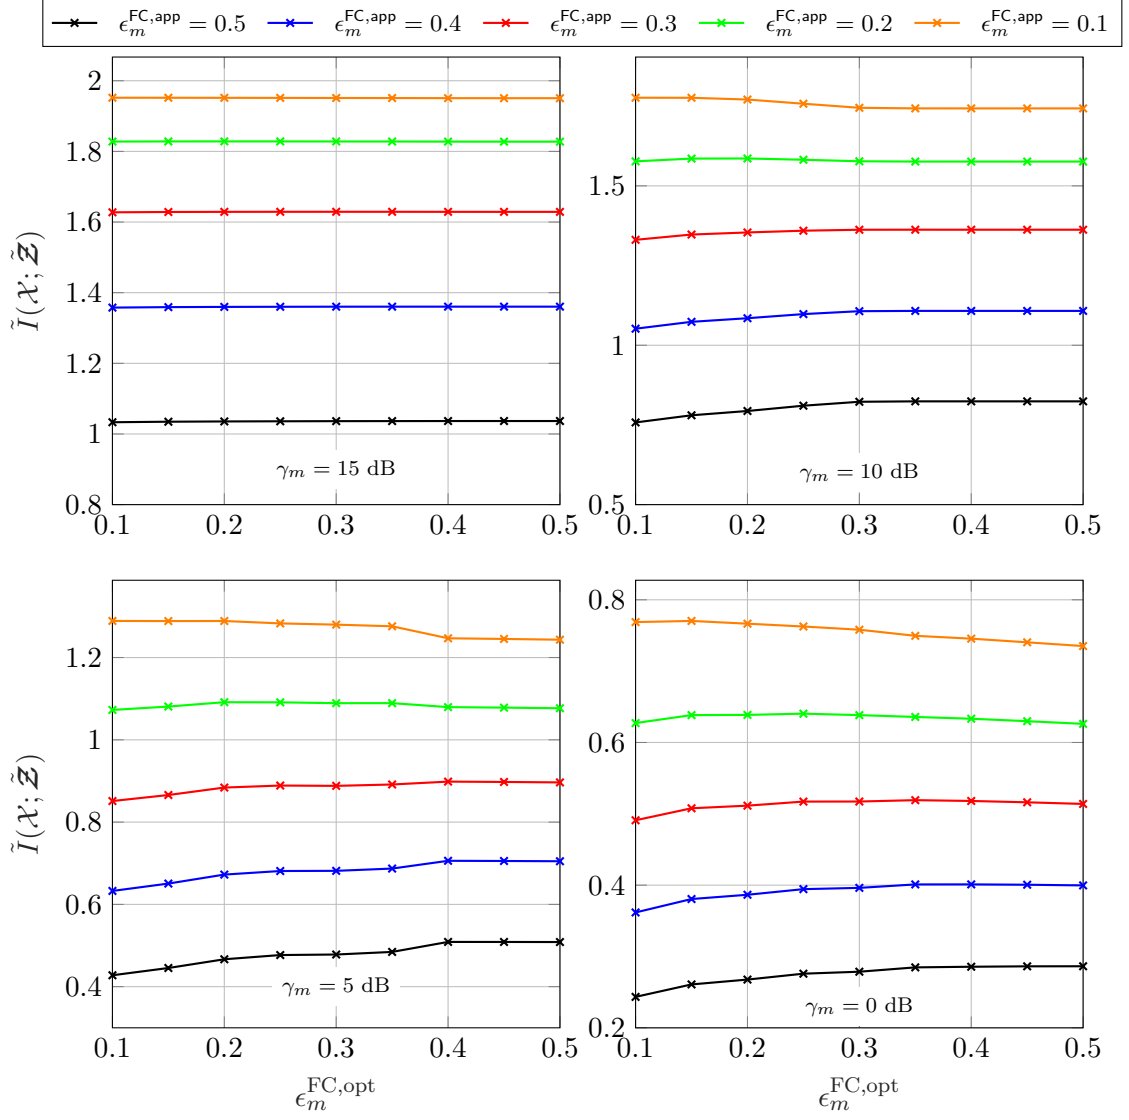 ϵ_m^{FC,app} = 0.5   ϵ_m^{FC,app} = 0.4   ϵ_m^{FC,app} = 0.3   ϵ_m^{FC,app} = 0.2   ϵ_m^{FC,app} = 0.1
2
1.8
1.6
1.4
1.2
1
0.8
Ĩ(𝒳; 𝒵̃)
γ_m = 15 dB
0.1 0.2 0.3 0.4 0.5
1.5
1
0.5
γ_m = 10 dB
0.1 0.2 0.3 0.4 0.5
1.2
1
0.8
0.6
0.4
Ĩ(𝒳; 𝒵̃)
γ_m = 5 dB
0.1 0.2 0.3 0.4 0.5
ϵ_m^{FC,opt}
0.8
0.6
0.4
0.2
γ_m = 0 dB
0.1 0.2 0.3 0.4 0.5
ϵ_m^{FC,opt}